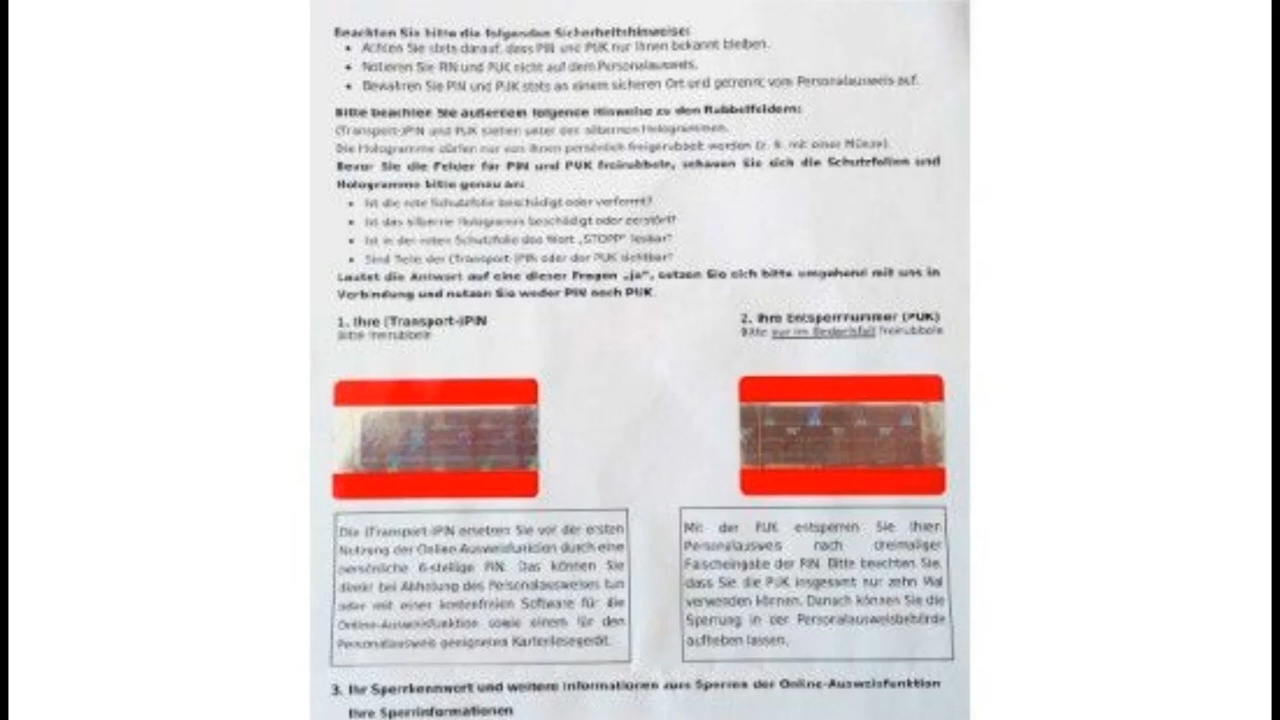 Beachten Sie bitte die folgenden Sicherheitshinweise:
• Achten Sie stets darauf, dass PIN und PUK nur Ihnen bekannt bleiben.
• Notieren Sie PIN und PUK nicht auf dem Personalausweis.
• Bewahren Sie PIN und PUK stets an einem sicheren Ort und getrennt vom Personalausweis auf.
Bitte beachten Sie außerdem folgende Hinweise zu den Rubbelfeldern:
(Transport-)PIN und PUK stehen unter den silbernen Hologrammen.
Die Hologramme dürfen nur von Ihnen persönlich freigerubbelt werden (z. B. mit einer Münze).
Bevor Sie die Felder für PIN und PUK freirubbeln, schauen Sie sich die Schutzfolien und
Hologramme bitte genau an:
• Ist die rote Schutzfolie beschädigt oder verformt?
• Ist das silberne Hologramm beschädigt oder zerstört?
• Ist in der roten Schutzfolie das Wort „STOPP" lesbar?
• Sind Teile der (Transport-)PIN oder der PUK sichtbar?
Lautet die Antwort auf eine dieser Fragen „ja", setzen Sie sich bitte umgehend mit uns in
Verbindung und nutzen Sie weder PIN noch PUK.
1. Ihre (Transport-)PIN
Bitte freirubbeln
2. Ihre Entsperrnummer (PUK)
Bitte nur im Bedarfsfall freirubbeln
Die (Transport-)PIN ersetzen Sie vor der ersten
Nutzung der Online-Ausweisfunktion durch eine
persönliche 6-stellige PIN. Das können Sie
direkt bei Abholung des Personalausweises tun
oder mit einer kostenfreien Software für die
Online-Ausweisfunktion sowie einem für den
Personalausweis geeigneten Kartenlesegerät.
Mit der PUK entsperren Sie Ihren
Personalausweis nach dreimaliger
Falscheingabe der PIN. Bitte beachten Sie,
dass Sie die PUK insgesamt nur zehn Mal
verwenden können. Danach können Sie die
Sperrung in der Personalausweisbehörde
aufheben lassen.
3. Ihr Sperrkennwort und weitere Informationen zum Sperren der Online-Ausweisfunktion
Ihre Sperrinformationen